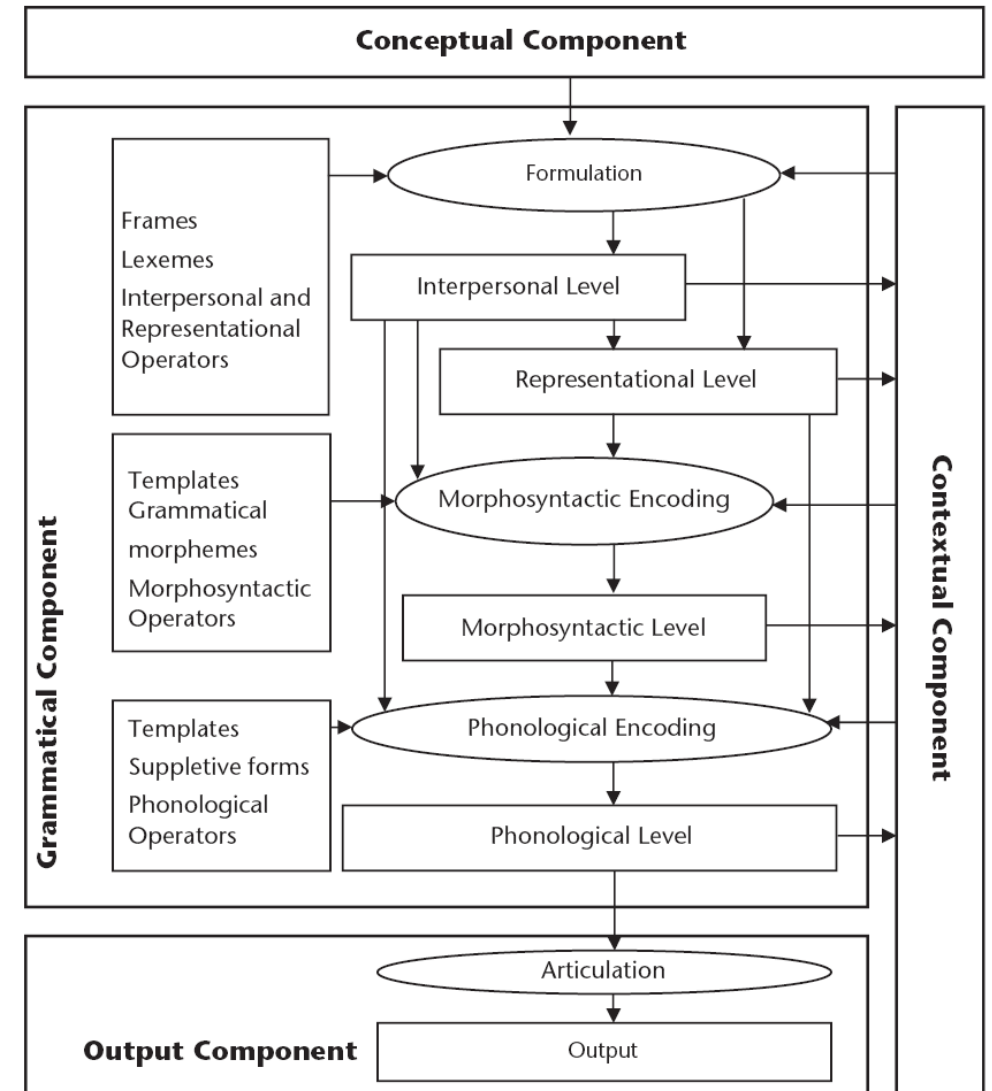 Conceptual Component
Formulation
Frames
Lexemes
Interpersonal and
Representational
Operators
Interpersonal Level
Representational Level
Templates
Grammatical
morphemes
Morphosyntactic
Operators
Morphosyntactic Encoding
Morphosyntactic Level
Templates
Suppletive forms
Phonological
Operators
Phonological Encoding
Phonological Level
Grammatical Component
Contextual Component
Articulation
Output Component
Output